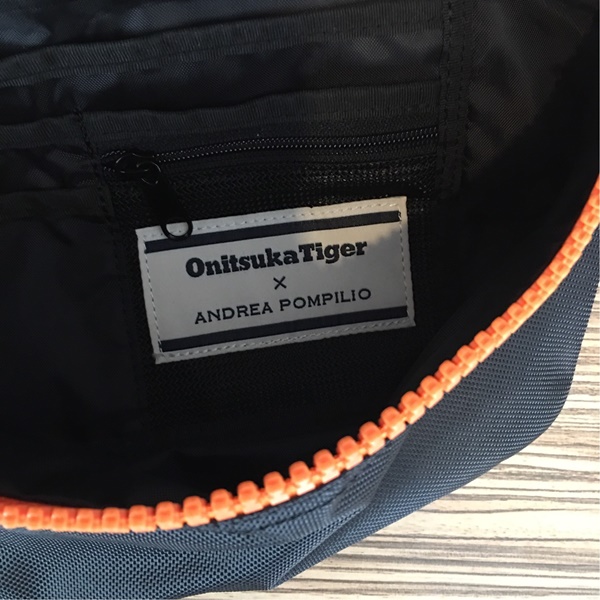 OnitsukaTiger
×
ANDREA POMPILIO